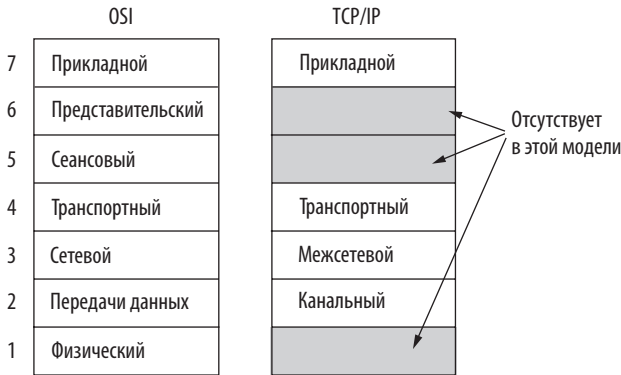 OSI TCP/IP
7 Прикладной Прикладной
6 Представительский
Отсутствует
в этой модели
5 Сеансовый
4 Транспортный Транспортный
3 Сетевой Межсетевой
2 Передачи данных Канальный
1 Физический